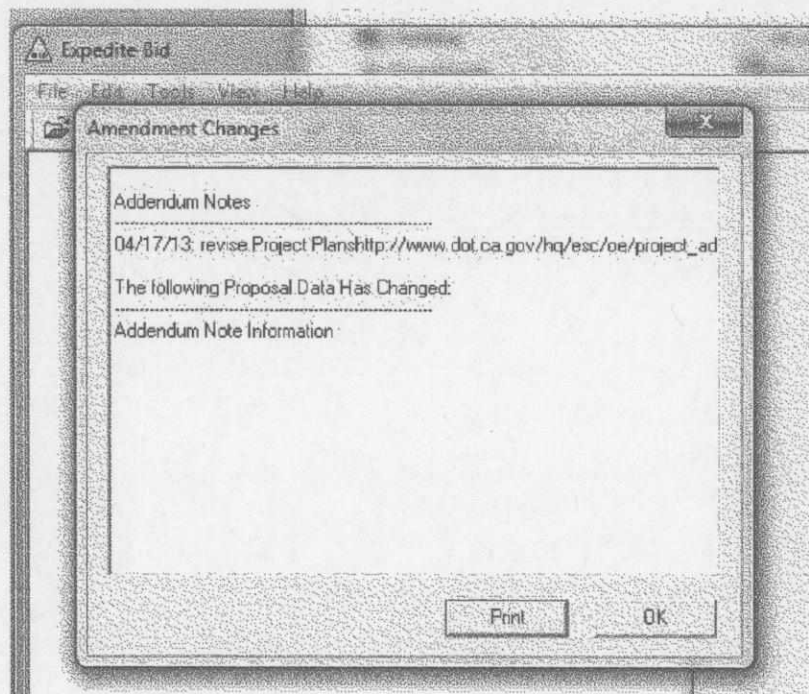 Expedite Bid
File Edit Tools View Help
Amendment Changes
Addendum Notes
04/17/13: revise Project Planshttp://www.dot.ca.gov/hq/esc/oe/project_ad
The following Proposal Data Has Changed:
Addendum Note Information
Print OK